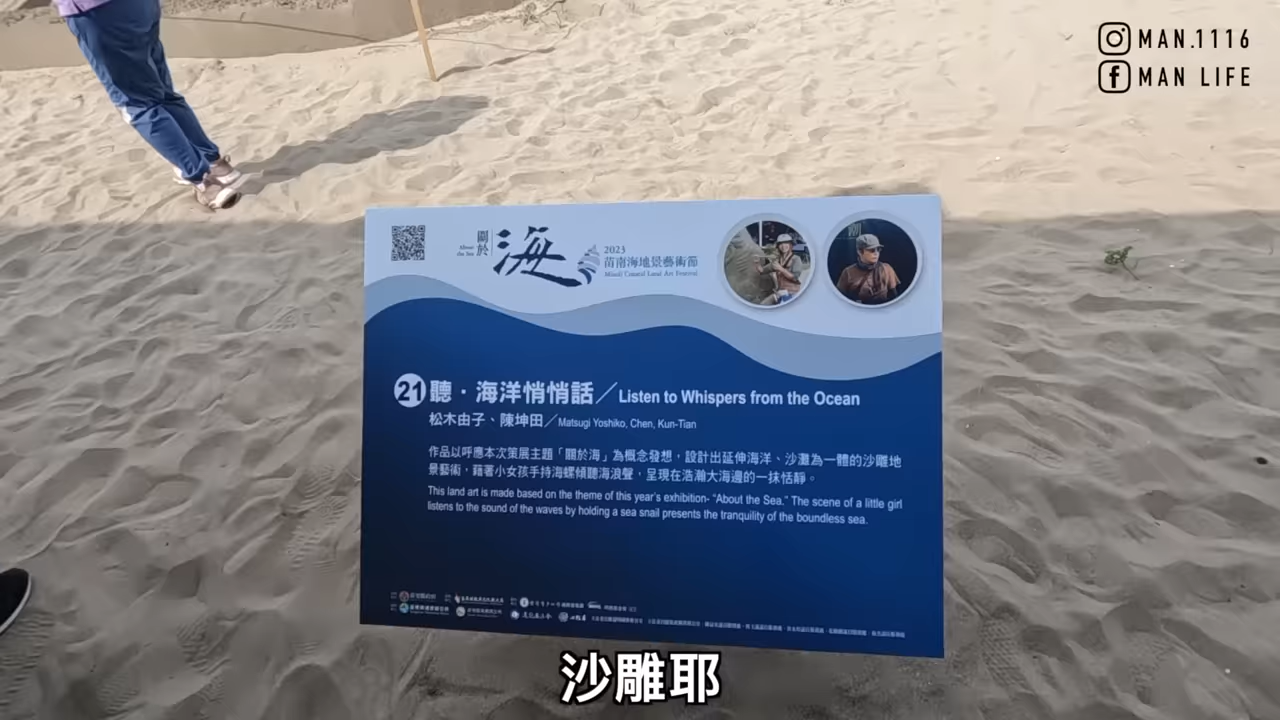 MAN.1116
MAN LIFE
About the Sea
關於
海
2023
苗南海地景藝術節
Miaoli Coastal Land Art Festival
21 聽·海洋悄悄話／Listen to Whispers from the Ocean
松木由子、陳坤田／Matsugi Yoshiko, Chen, Kun-Tian
作品以呼應本次策展主題「關於海」為概念發想，設計出延伸海洋、沙灘為一體的沙雕地
景藝術，藉著小女孩手持海螺傾聽海浪聲，呈現在浩瀚大海邊的一抹恬靜。
This land art is made based on the theme of this year's exhibition- "About the Sea." The scene of a little girl
listens to the sound of the waves by holding a sea snail presents the tranquility of the boundless sea.
沙雕耶